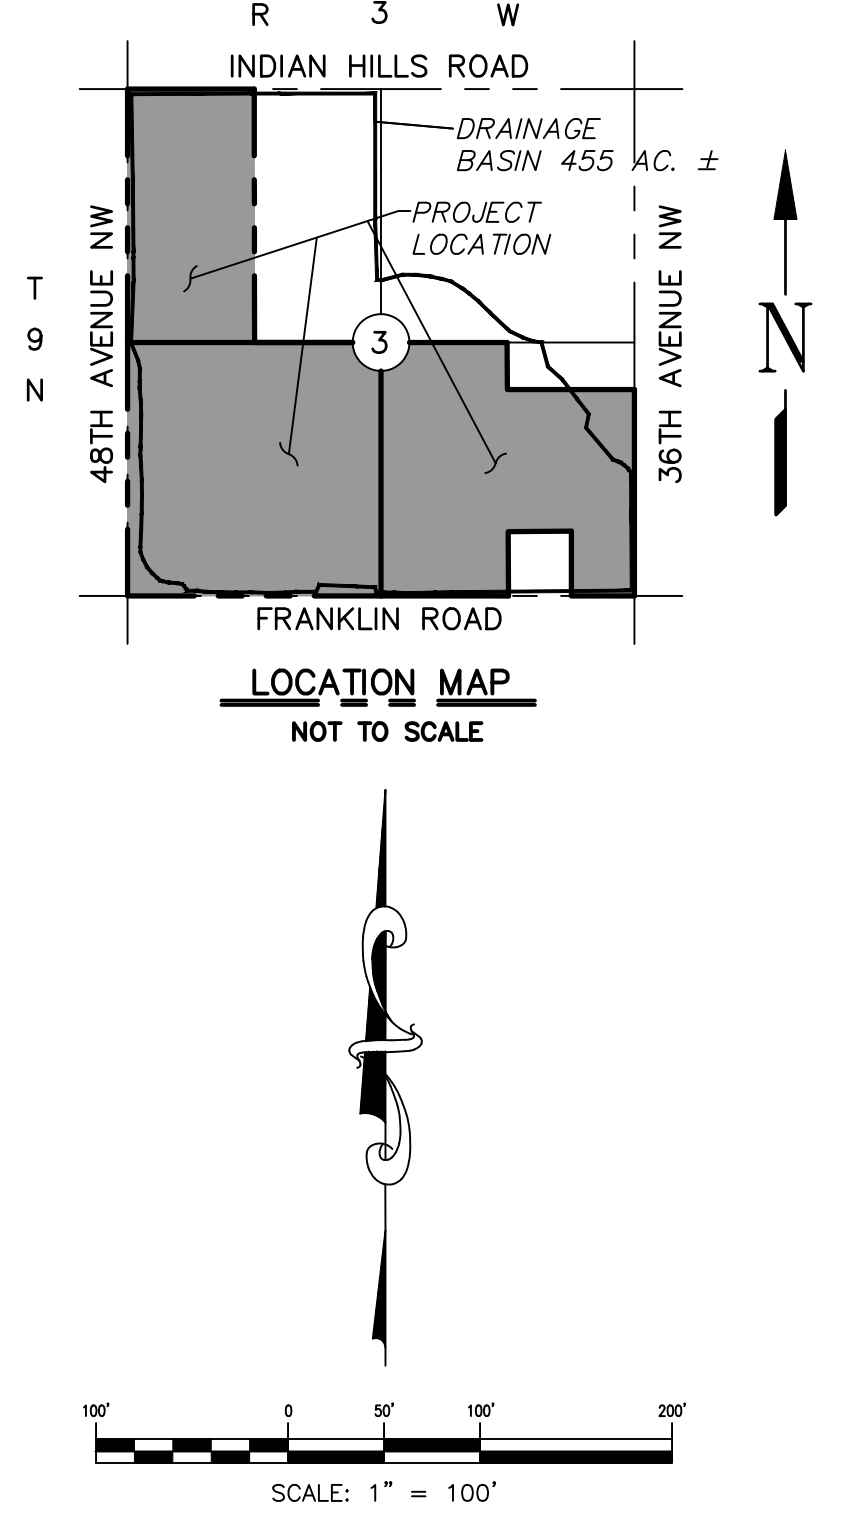 R 3 W
INDIAN HILLS ROAD
DRAINAGE
BASIN 455 AC. ±
PROJECT
LOCATION
T
9
N
48TH AVENUE NW
36TH AVENUE NW
3
N
FRANKLIN ROAD
LOCATION MAP
NOT TO SCALE
100' 0 50' 100' 200'
SCALE: 1" = 100'